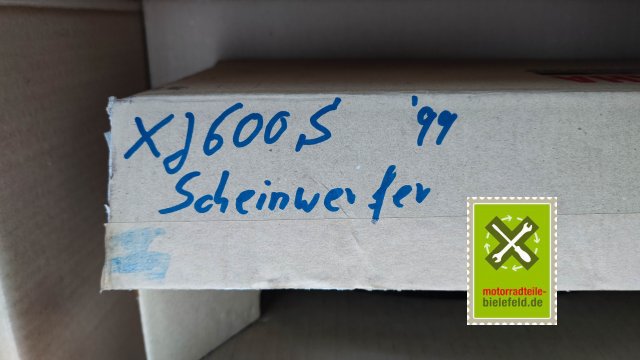 XJ600S '99
Scheinwerfer
motorradteile-
bielefeld.de